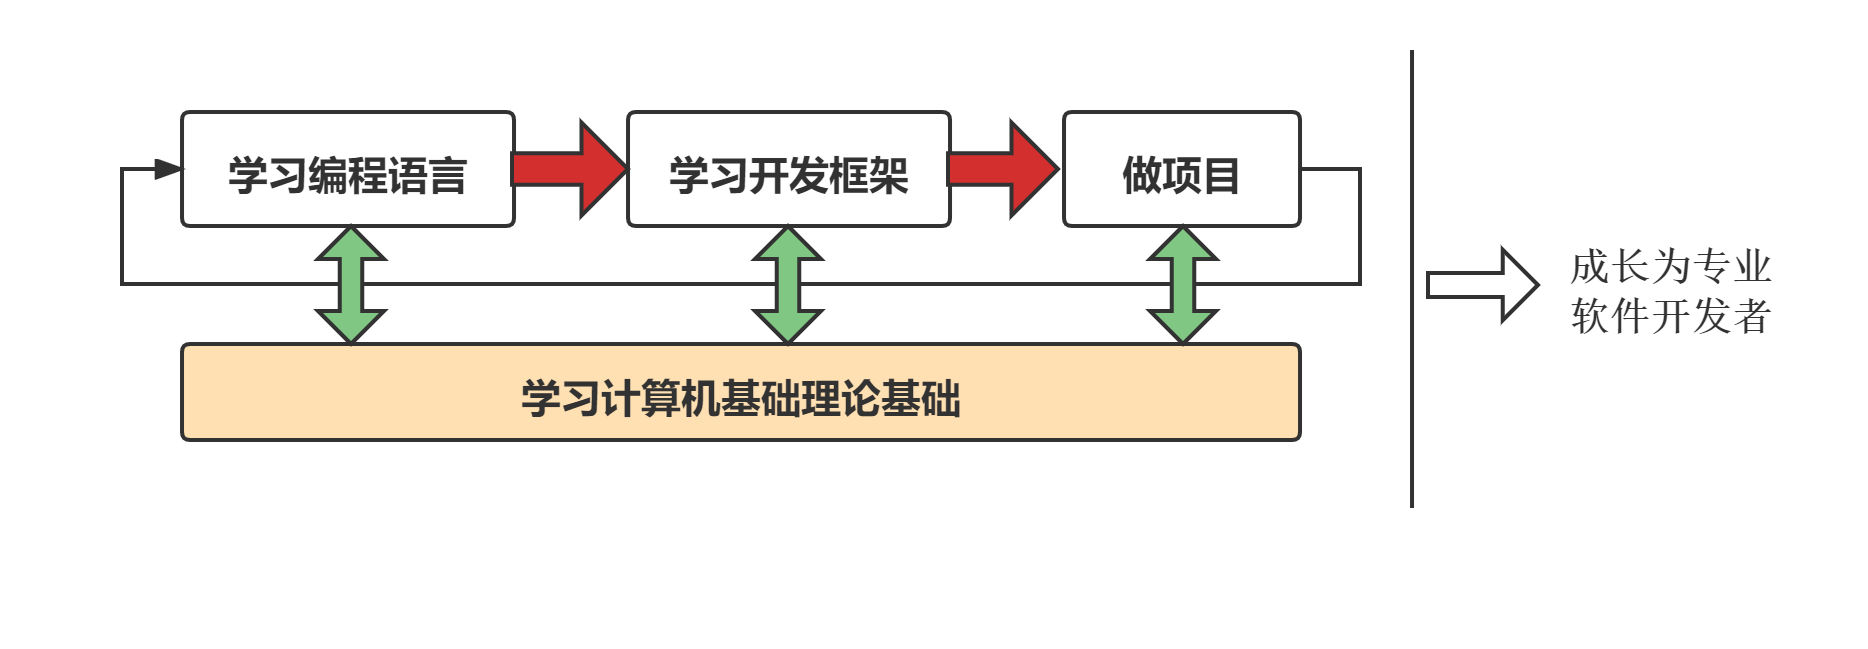 学习编程语言
学习开发框架
做项目
学习计算机基础理论基础
成长为专业
软件开发者